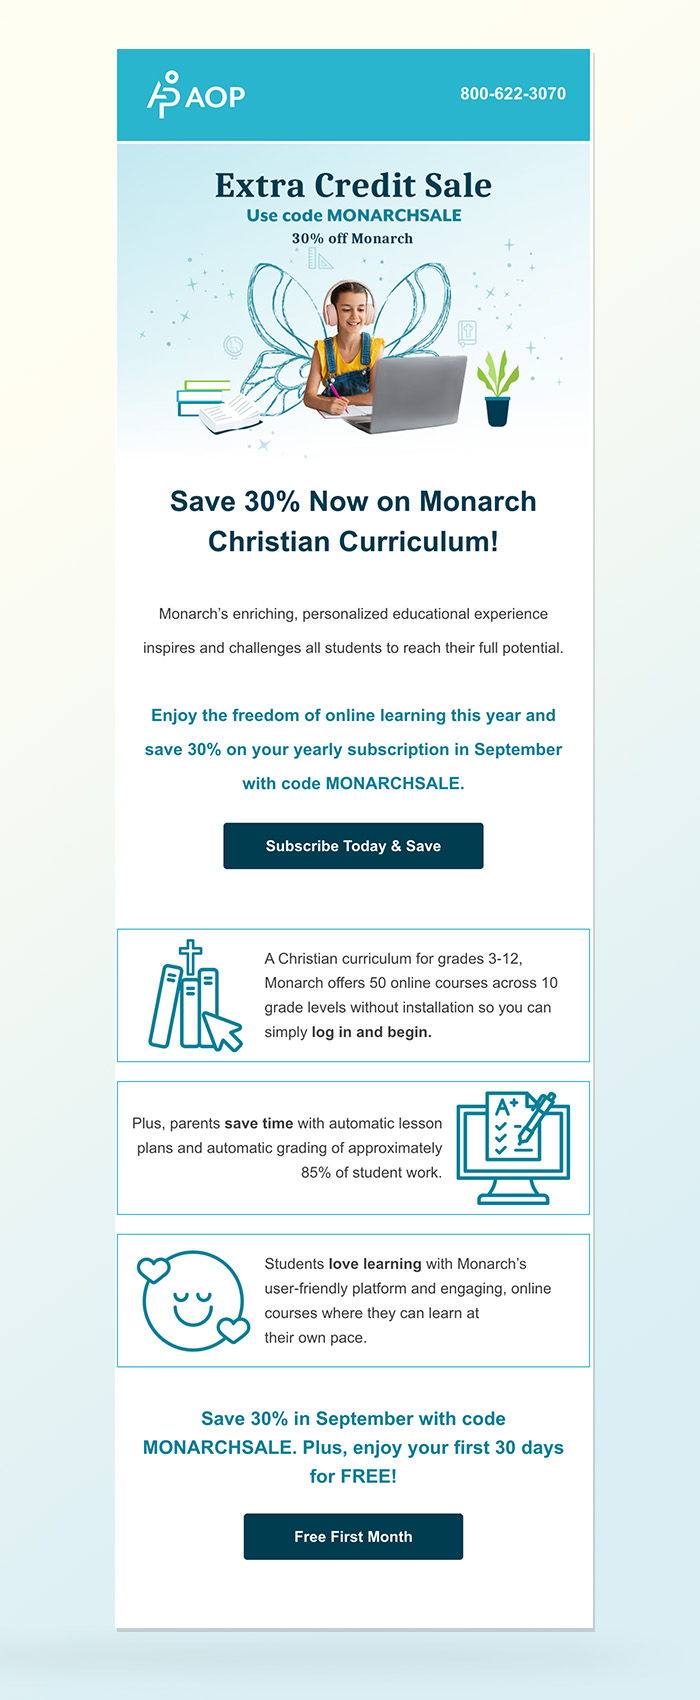 AOP
800-622-3070
Extra Credit Sale
Use code MONARCHSALE
30% off Monarch
Save 30% Now on Monarch
Christian Curriculum!
Monarch’s enriching, personalized educational experience
inspires and challenges all students to reach their full potential.
Enjoy the freedom of online learning this year and
save 30% on your yearly subscription in September
with code MONARCHSALE.
Subscribe Today & Save
A Christian curriculum for grades 3-12,
Monarch offers 50 online courses across 10
grade levels without installation so you can
simply log in and begin.
Plus, parents save time with automatic lesson
plans and automatic grading of approximately
85% of student work.
A+
Students love learning with Monarch’s
user-friendly platform and engaging, online
courses where they can learn at
their own pace.
Save 30% in September with code
MONARCHSALE. Plus, enjoy your first 30 days
for FREE!
Free First Month